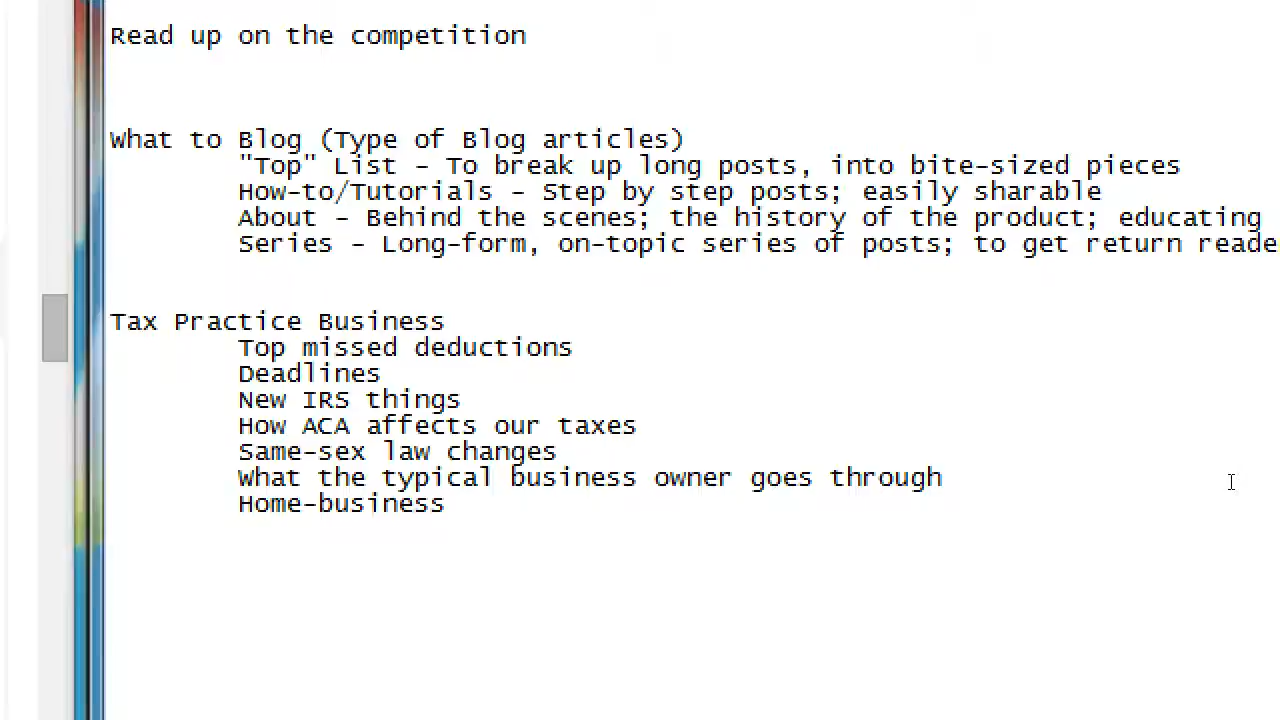 Read up on the competition
What to Blog (Type of Blog articles)
"Top" List - To break up long posts, into bite-sized pieces
How-to/Tutorials - Step by step posts; easily sharable
About - Behind the scenes; the history of the product; educating
Series - Long-form, on-topic series of posts; to get return reade
Tax Practice Business
Top missed deductions
Deadlines
New IRS things
How ACA affects our taxes
Same-sex law changes
What the typical business owner goes through
Home-business